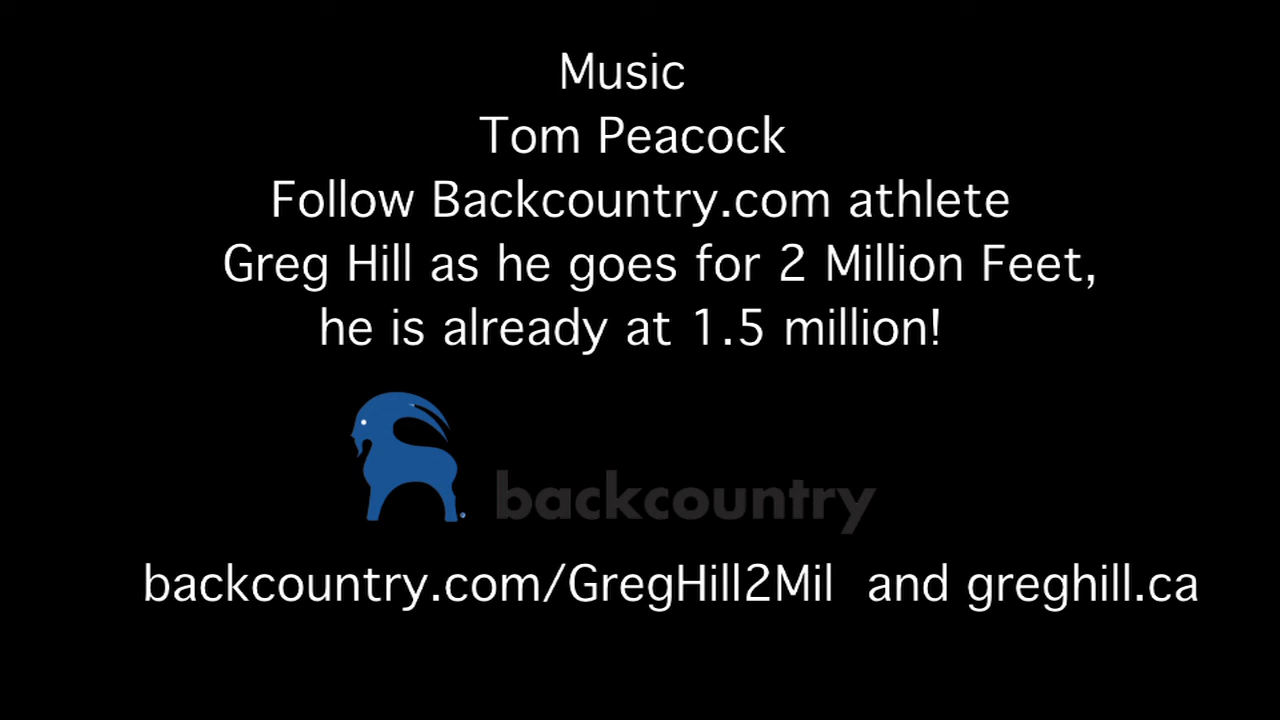 Music
Tom Peacock
Follow Backcountry.com athlete
Greg Hill as he goes for 2 Million Feet,
he is already at 1.5 million!
backcountry
backcountry.com/GregHill2Mil and greghill.ca